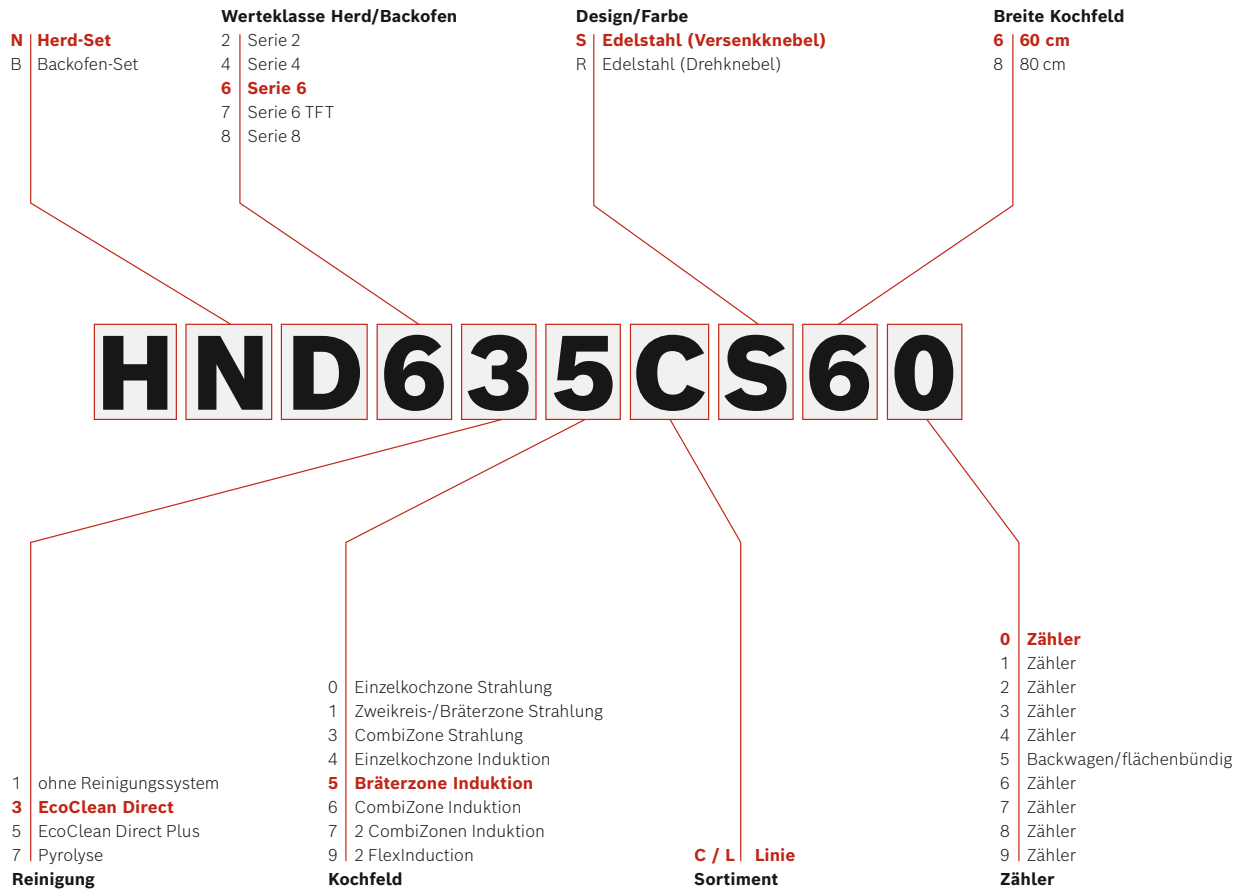 N Herd-Set
B Backofen-Set
Werteklasse Herd/Backofen
2 Serie 2
4 Serie 4
6 Serie 6
7 Serie 6 TFT
8 Serie 8
Design/Farbe
S Edelstahl (Versenkknebel)
R Edelstahl (Drehknebel)
Breite Kochfeld
6 60 cm
8 80 cm
HND635CS60
1 ohne Reinigungssystem
3 EcoClean Direct
5 EcoClean Direct Plus
7 Pyrolyse
Reinigung
0 Einzelkochzone Strahlung
1 Zweikreis-/Bräterzone Strahlung
3 CombiZone Strahlung
4 Einzelkochzone Induktion
5 Bräterzone Induktion
6 CombiZone Induktion
7 2 CombiZonen Induktion
9 2 FlexInduction
Kochfeld
C / L Linie
Sortiment
0 Zähler
1 Zähler
2 Zähler
3 Zähler
4 Zähler
5 Backwagen/flächenbündig
6 Zähler
7 Zähler
8 Zähler
9 Zähler
Zähler